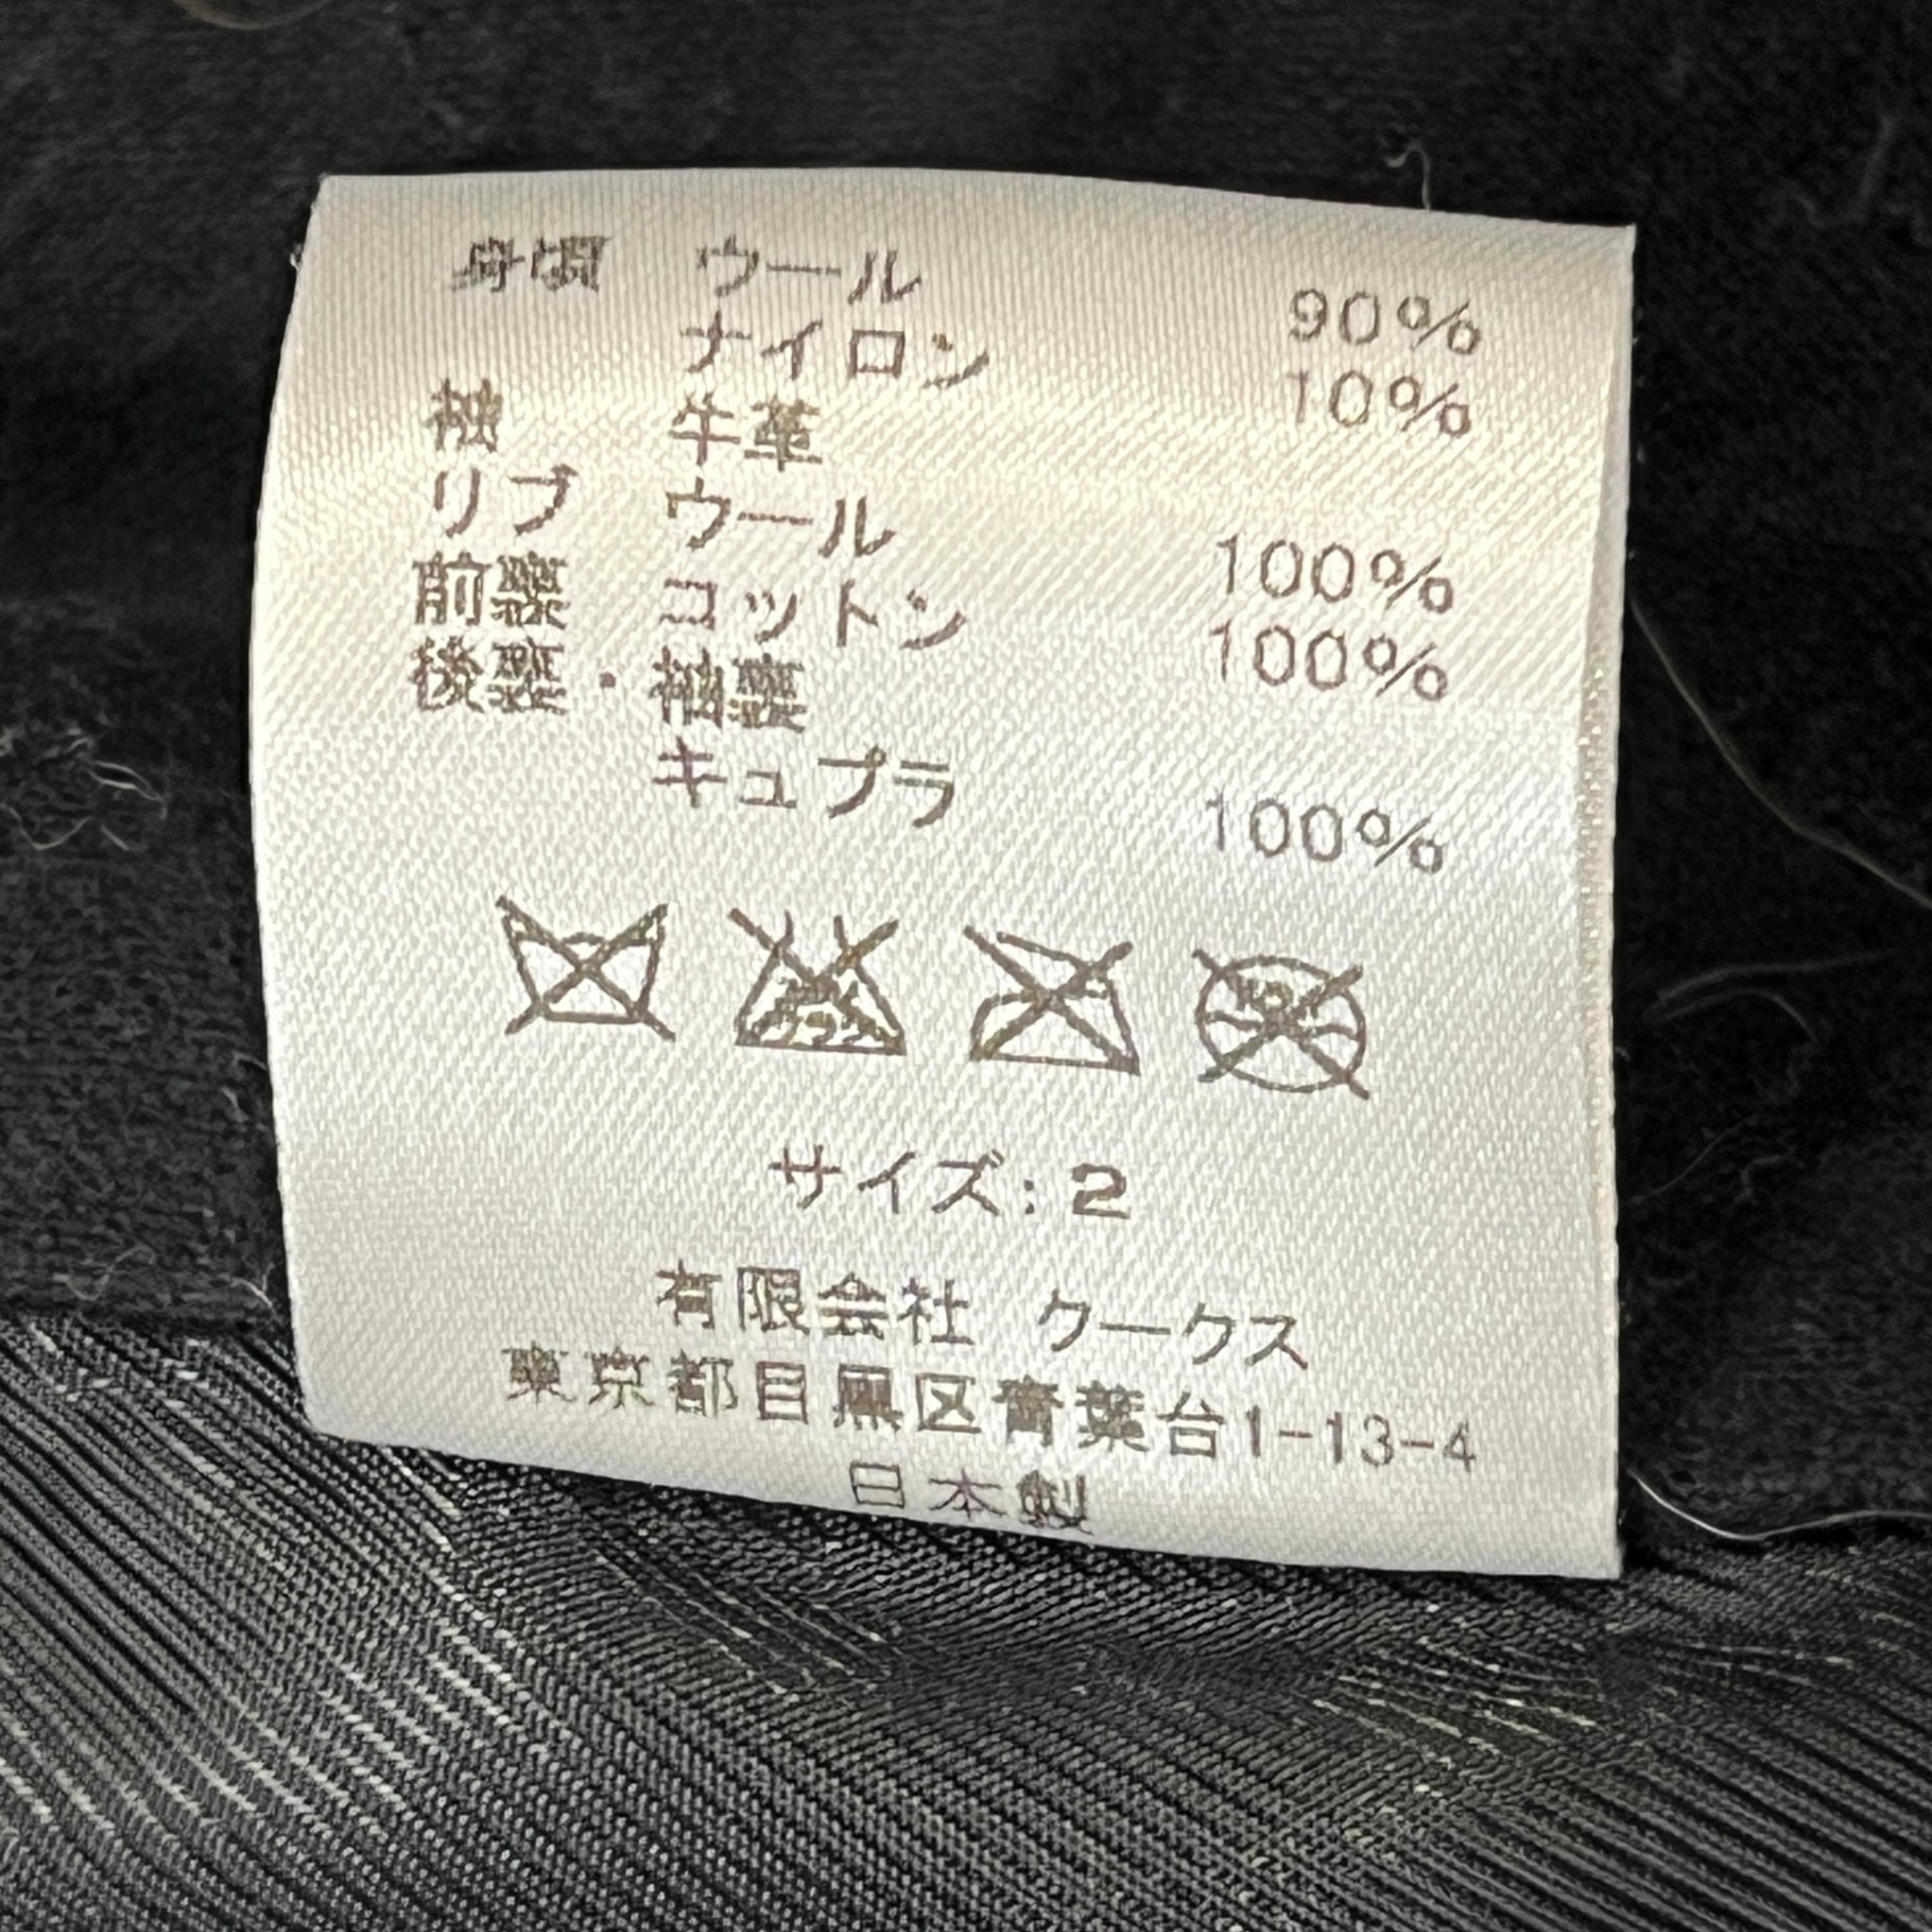 身頃 ウール 90%
ナイロン 10%
袖 牛革
リブ ウール 100%
前裏 コットン 100%
後裏・袖裏
キュプラ 100%
サイズ:2
有限会社 クークス
東京都目黒区青葉台1-13-4
日本製